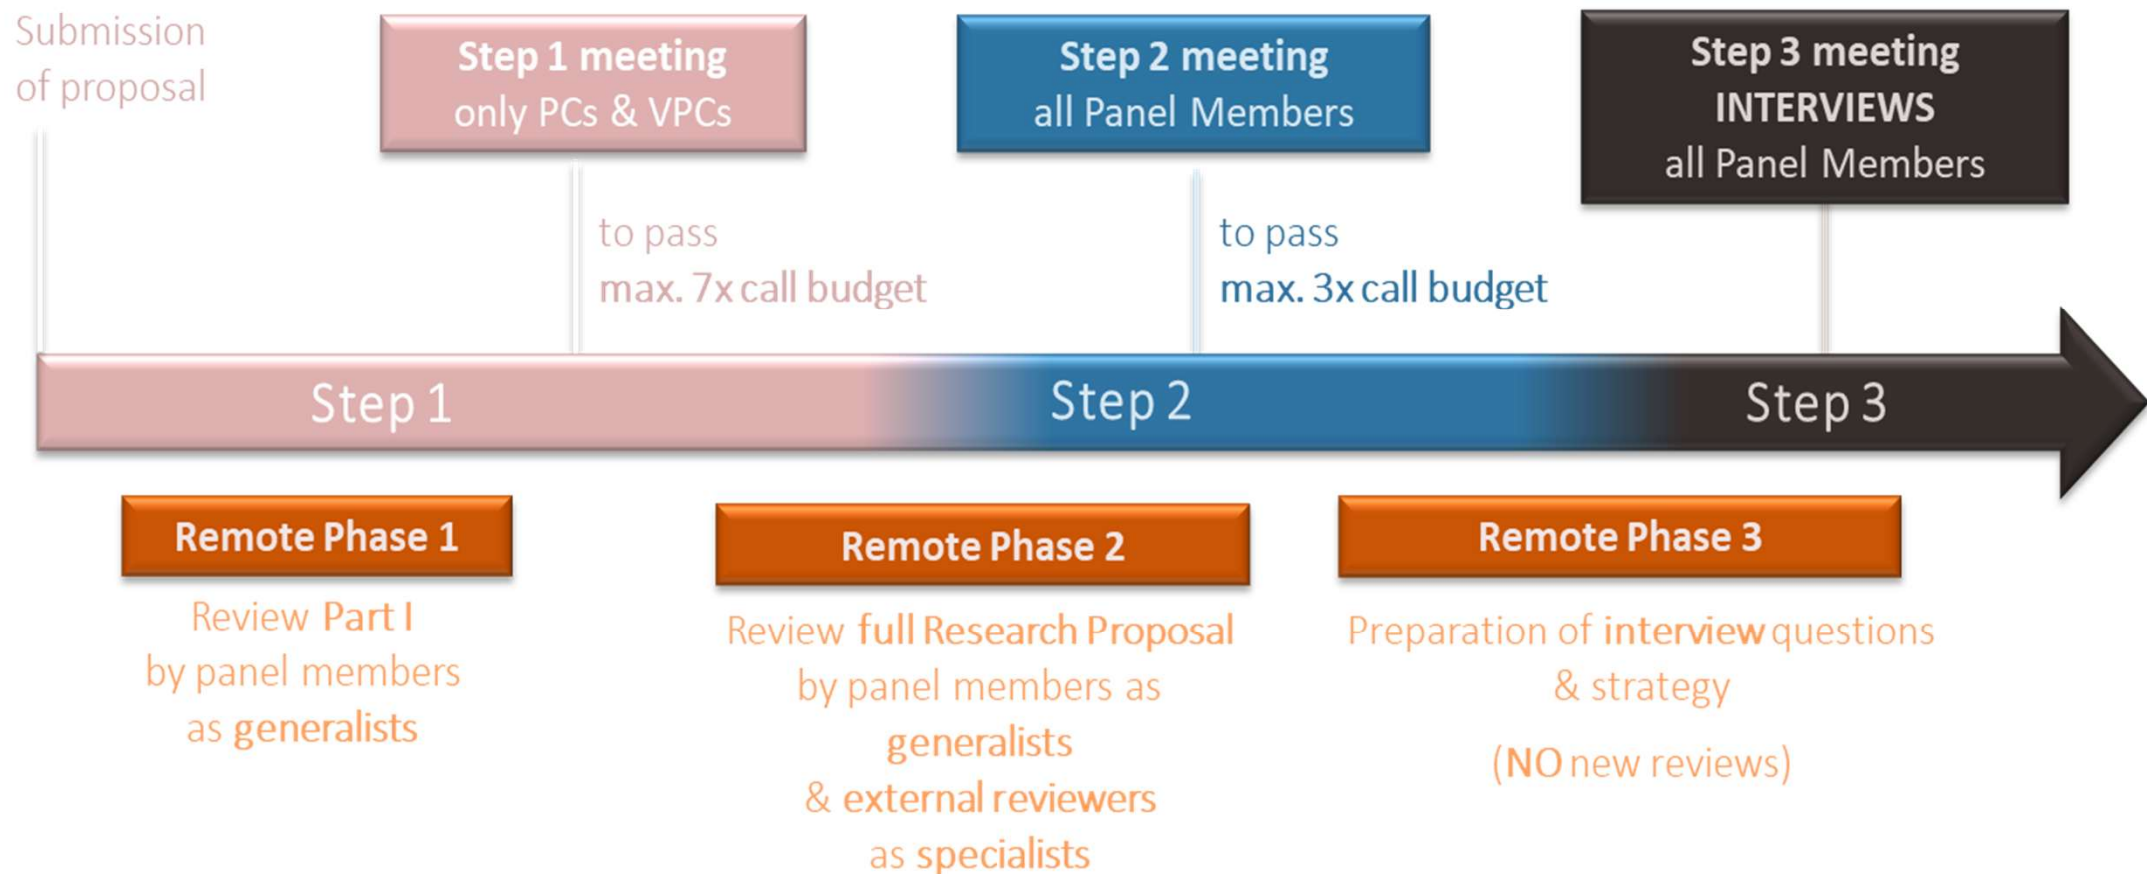 Submission
of proposal
Step 1 meeting
only PCs & VPCs
Step 2 meeting
all Panel Members
Step 3 meeting
INTERVIEWS
all Panel Members
to pass
max. 7x call budget
to pass
max. 3x call budget
Step 1
Step 2
Step 3
Remote Phase 1
Review Part I
by panel members
as generalists
Remote Phase 2
Review full Research Proposal
by panel members as
generalists
& external reviewers
as specialists
Remote Phase 3
Preparation of interview questions
& strategy
(NO new reviews)